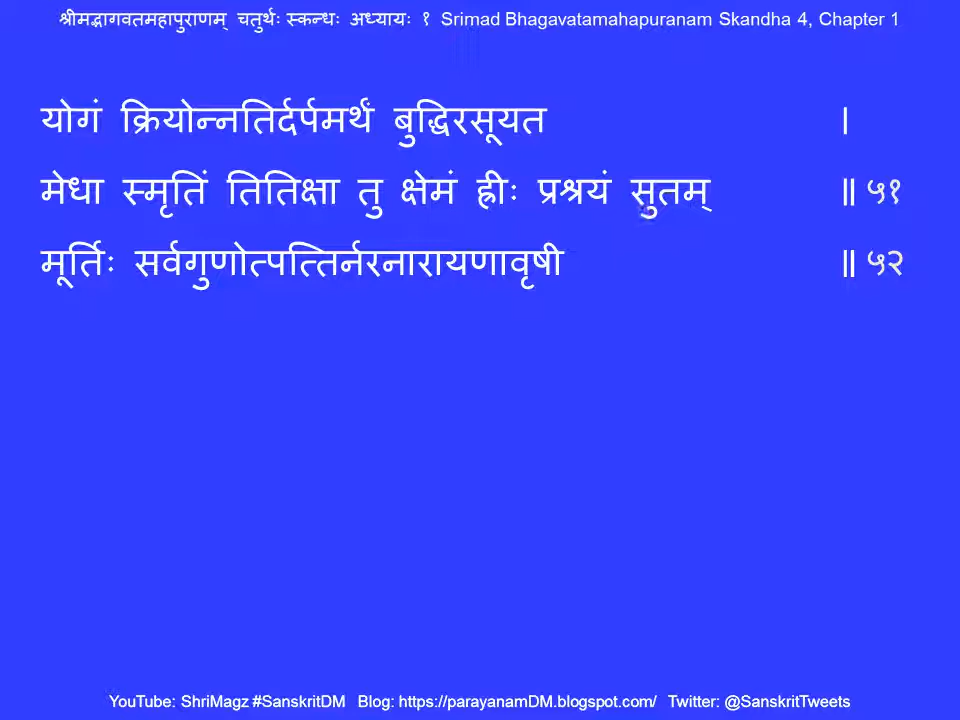 श्रीमद्भागवतमहापुराणम् चतुर्थः स्कन्धः अध्यायः १ Srimad Bhagavatamahapuranam Skandha 4, Chapter 1
योगं क्रियोन्नतिर्दर्पमर्थं बुद्धिरसूयत ।
मेधा स्मृतिं तितिक्षा तु क्षेमं ह्रीः प्रश्रयं सुतम् ॥ ५१
मूर्तिः सर्वगुणोत्पत्तिर्नरनारायणावृषी ॥ ५२
YouTube: ShriMagz #SanskritDM Blog: https://parayanamDM.blogspot.com/ Twitter: @SanskritTweets